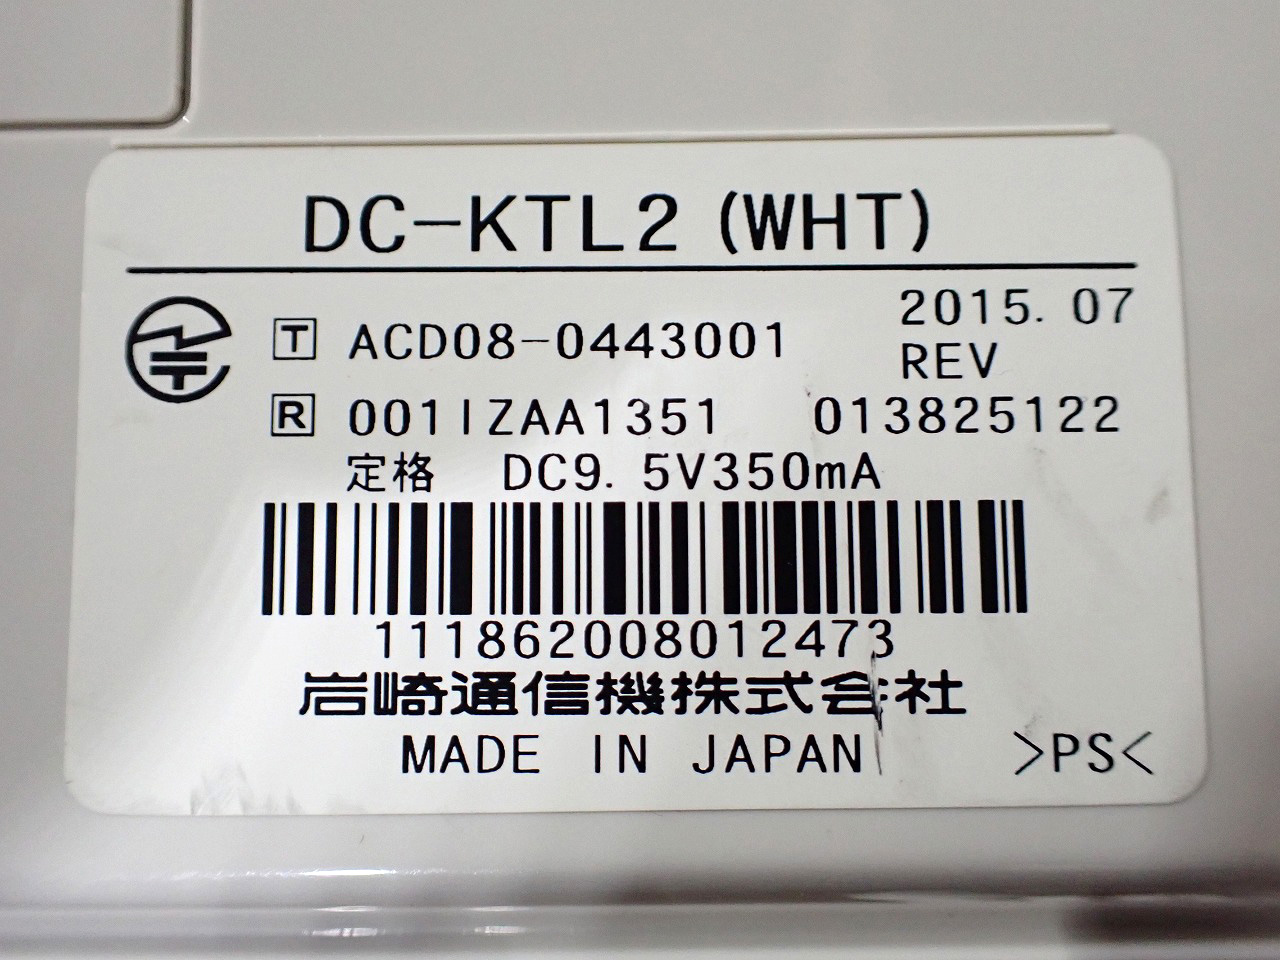 DC-KTL2 (WHT)
2015. 07
T ACD08-0443001
REV
R 001IZAA1351 013825122
定格 DC9. 5V350mA
111862008012473
岩崎通信機株式会社
MADE IN JAPAN
>PS<